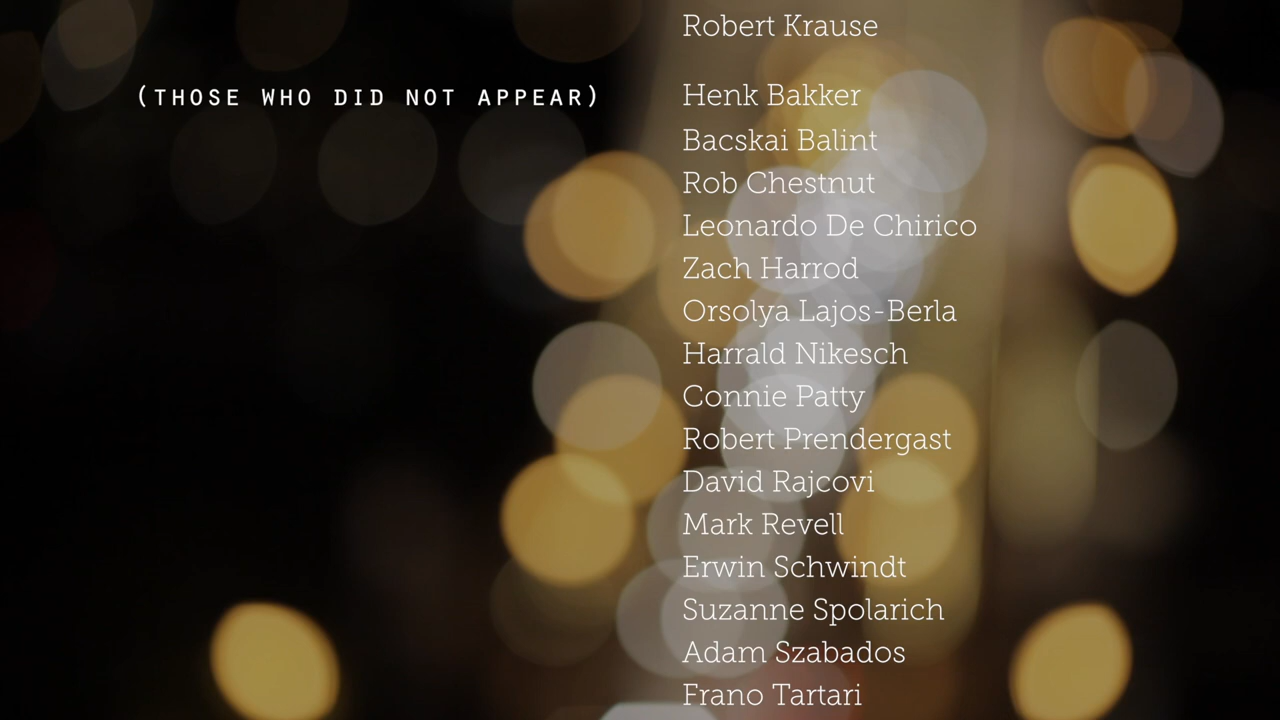 Robert Krause
(THOSE WHO DID NOT APPEAR) Henk Bakker
Bacskai Balint
Rob Chestnut
Leonardo De Chirico
Zach Harrod
Orsolya Lajos-Berla
Harrald Nikesch
Connie Patty
Robert Prendergast
David Rajcovi
Mark Revell
Erwin Schwindt
Suzanne Spolarich
Adam Szabados
Frano Tartari